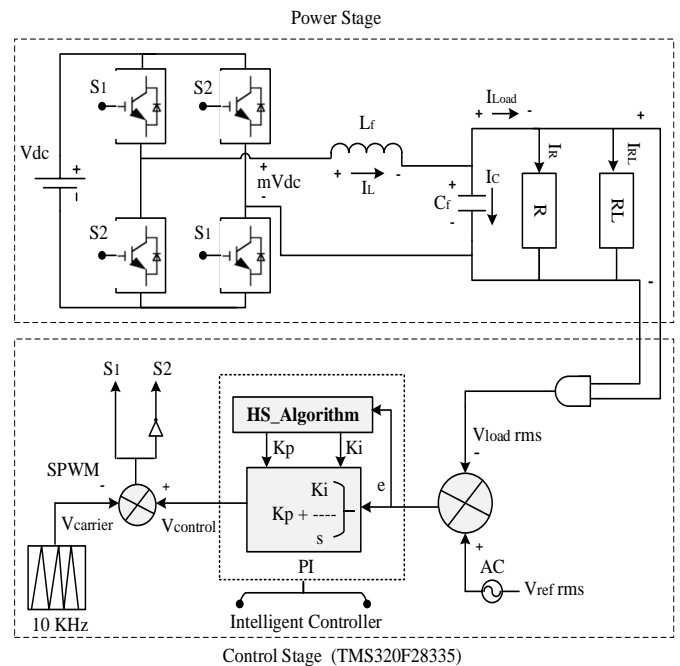 Power Stage
S1
S2
Vdc
+
-
S2
S1
+
mVdc
-
Lf
+ IL -
+ ILoad -
+
IR
IRL
+
Cf
-
IC
R
RL
-
S1
S2
HS_Algorithm
Kp
Ki
Vload rms
-
SPWM
-
+
Vcarrier
Vcontrol
Ki
Kp + ----
s
e
PI
+
AC
Vref rms
10 KHz
Intelligent Controller
Control Stage (TMS320F28335)